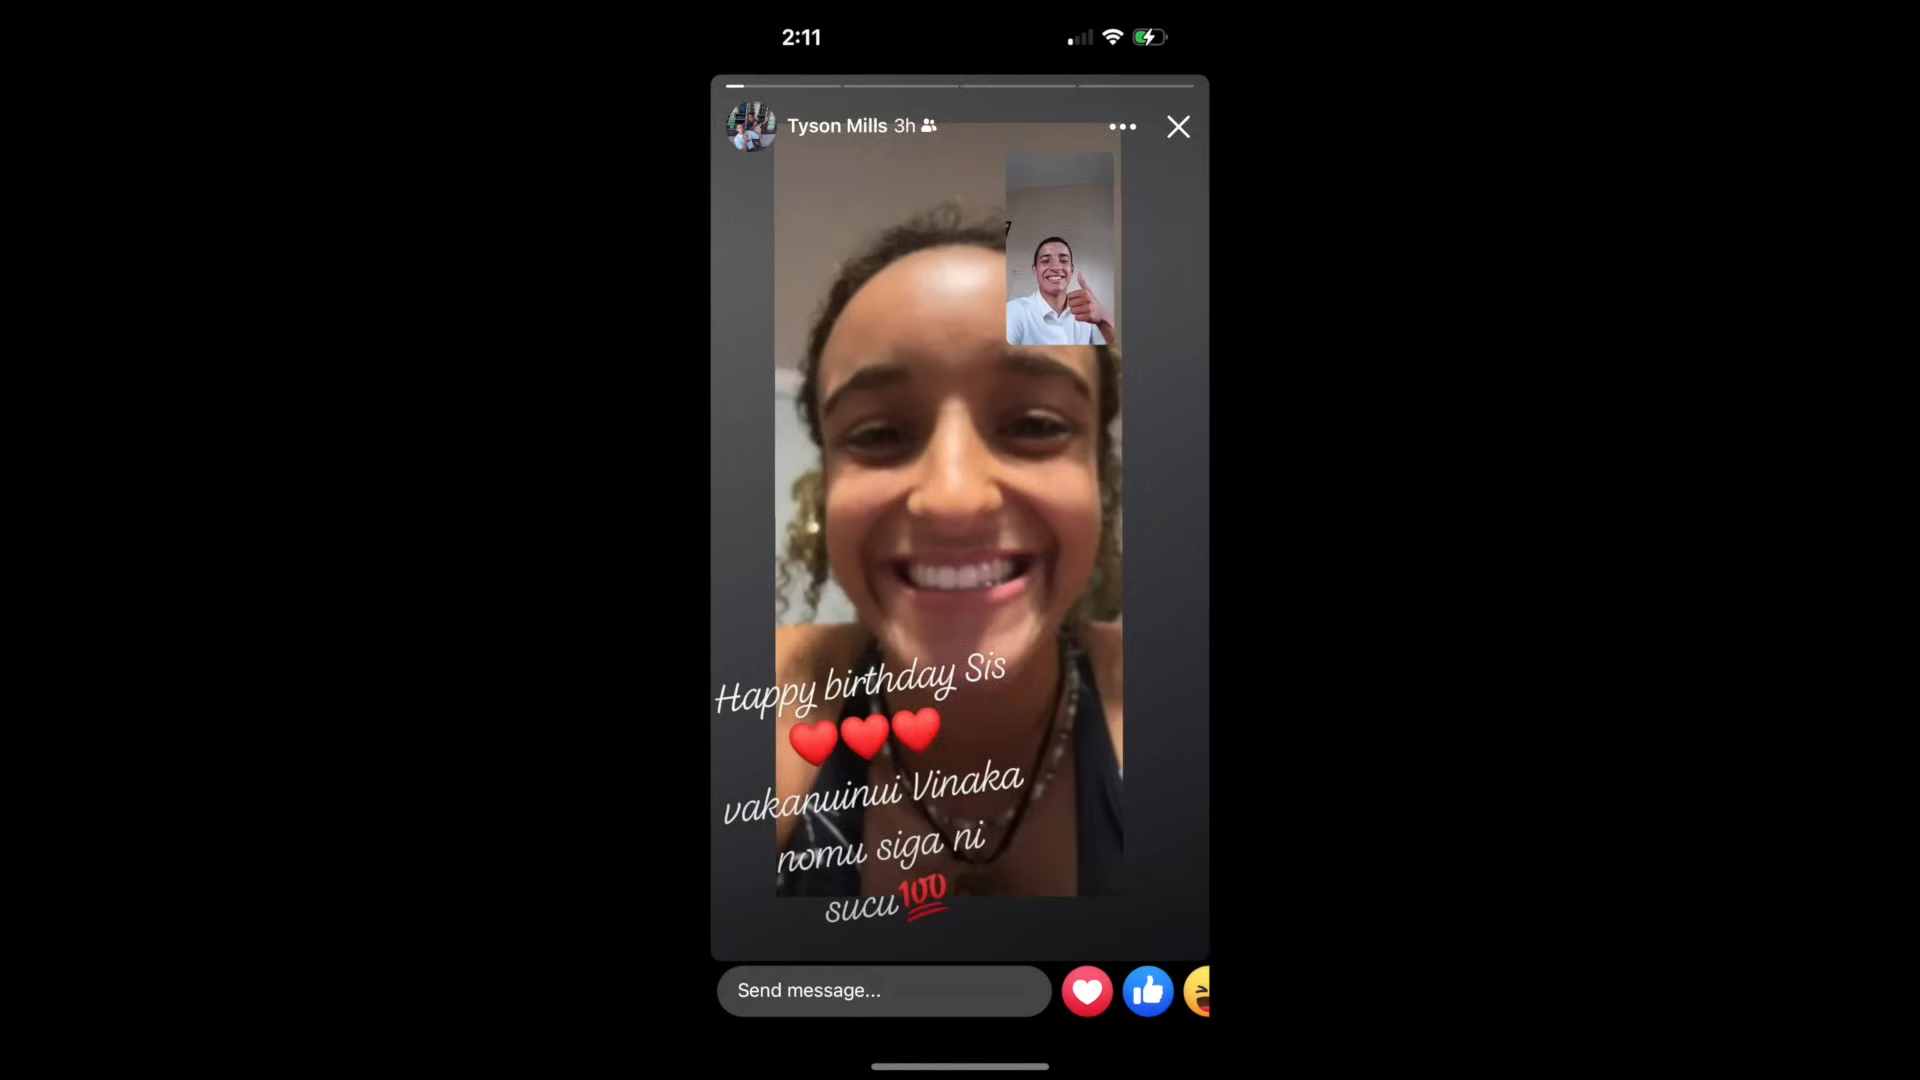 2:11
Tyson Mills 3h
Happy birthday Sis
❤️❤️❤️
vakanuinui Vinaka
nomu siga ni
sucu💯
Send message...